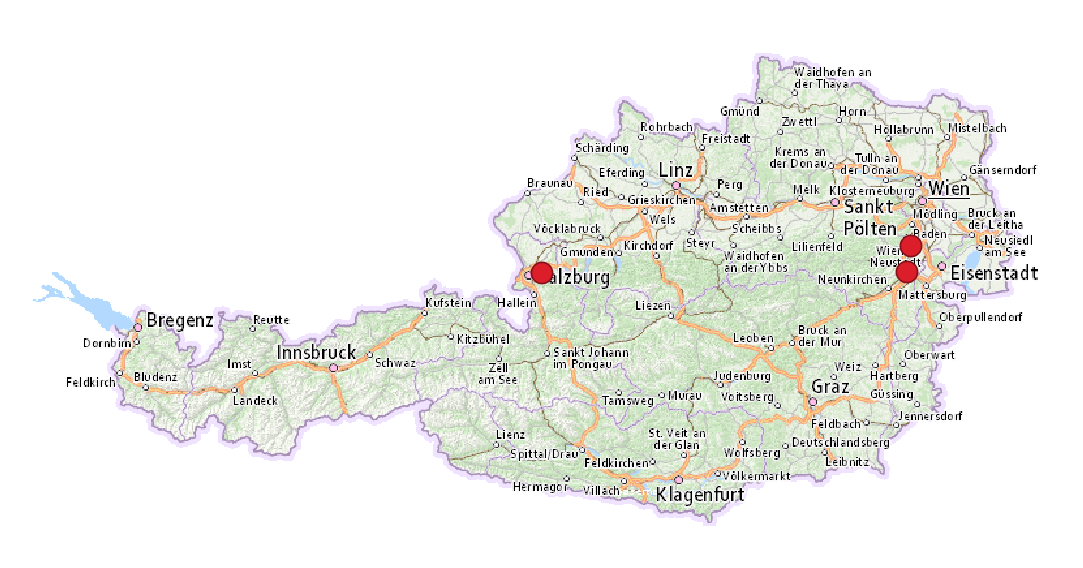 Waidhofen an
der Thaya
Gmünd
Horn
Zwettl
Rohrbach
Freistadt
Hollabrunn
Mistelbach
Schärding
Krems an
der Donau
Tulln an
der Donau
Gänserndorf
Eferding
Linz
Braunau
Ried
Perg
Melk
Klosterneuburg
Wien
Grieskirchen
Amstetten
Sankt
Pölten
Mödling
Bruck an
der Leitha
Wels
Vöcklabruck
Scheibbs
Baden
Neusiedl
am See
Gmunden
Kirchdorf
Steyr
Lilienfeld
Waidhofen
an der Ybbs
Eisenstadt
Neunkirchen
Mattersburg
Hallein
Liezen
Kufstein
Oberpullendorf
Bregenz
Reutte
Dornbirn
Kitzbühel
Leoben
Bruck an
der Mur
Innsbruck
Schwaz
Sankt Johann
im Pongau
Oberwart
Imst
Zell
am See
Weiz
Hartberg
Feldkirch
Bludenz
Judenburg
Graz
Landeck
Tamsweg
Murau
Voitsberg
Güssing
Jennersdorf
Feldbach
Lienz
St. Veit an
der Glan
Deutschlandsberg
Spittal/Drau
Wolfsberg
Feldkirchen
Leibnitz
Völkermarkt
Hermagor
Villach
Klagenfurt